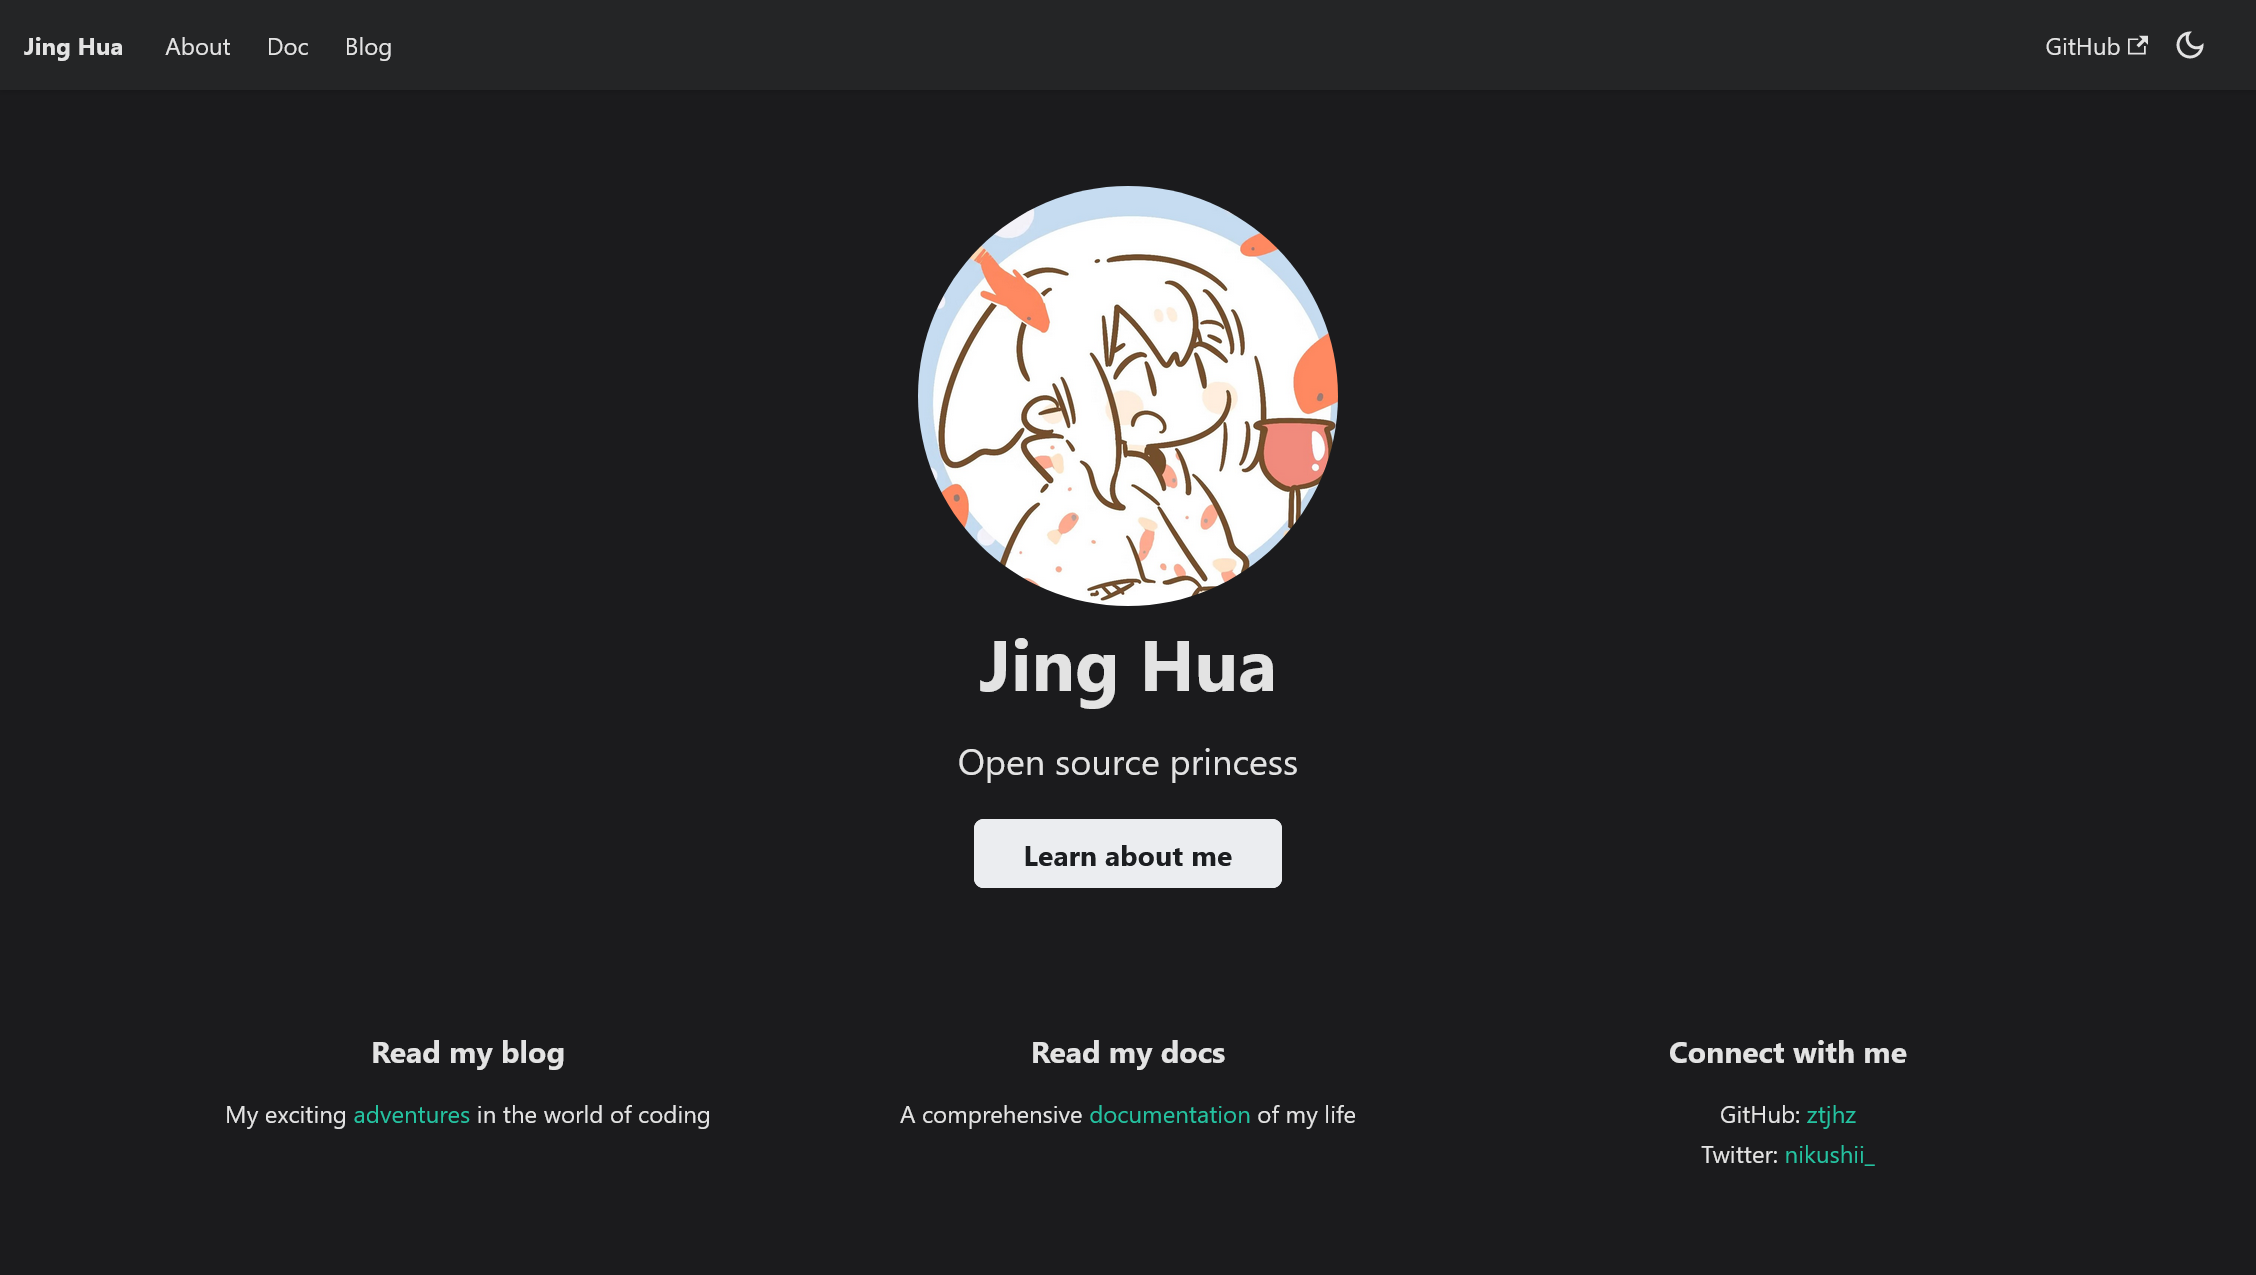 Jing Hua About Doc Blog GitHub
Jing Hua
Open source princess
Learn about me
Read my blog
My exciting adventures in the world of coding
Read my docs
A comprehensive documentation of my life
Connect with me
GitHub: ztjhz
Twitter: nikushii_